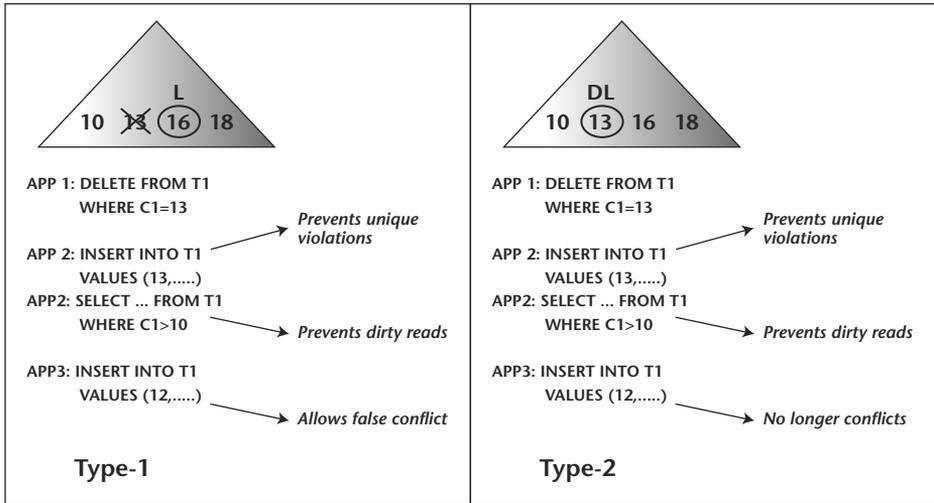 L
10 13 16 18
APP 1: DELETE FROM T1
WHERE C1=13
Prevents unique
violations
APP 2: INSERT INTO T1
VALUES (13,.....)
APP2: SELECT ... FROM T1
WHERE C1>10
Prevents dirty reads
APP3: INSERT INTO T1
VALUES (12,.....)
Allows false conflict
Type-1
DL
10 13 16 18
APP 1: DELETE FROM T1
WHERE C1=13
Prevents unique
violations
APP 2: INSERT INTO T1
VALUES (13,.....)
APP2: SELECT ... FROM T1
WHERE C1>10
Prevents dirty reads
APP3: INSERT INTO T1
VALUES (12,.....)
No longer conflicts
Type-2